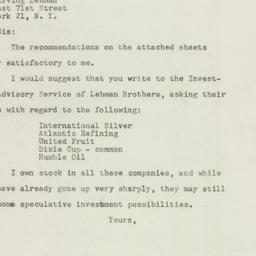 Irving Lehman
ast 71st Street
ork 21, N. Y.
is:
The recommendations on the attached sheets
satisfactory to me.
I would suggest that you write to the Invest-
dvisory Service of Lehman Brothers, asking their
with regard to the following:
International Silver
Atlantic Refining
United Fruit
Dixie Cup - common
Humble Oil
I own stock in all these companies, and while
ave already gone up very sharply, they may still
some speculative investment possibilities.
Yours,